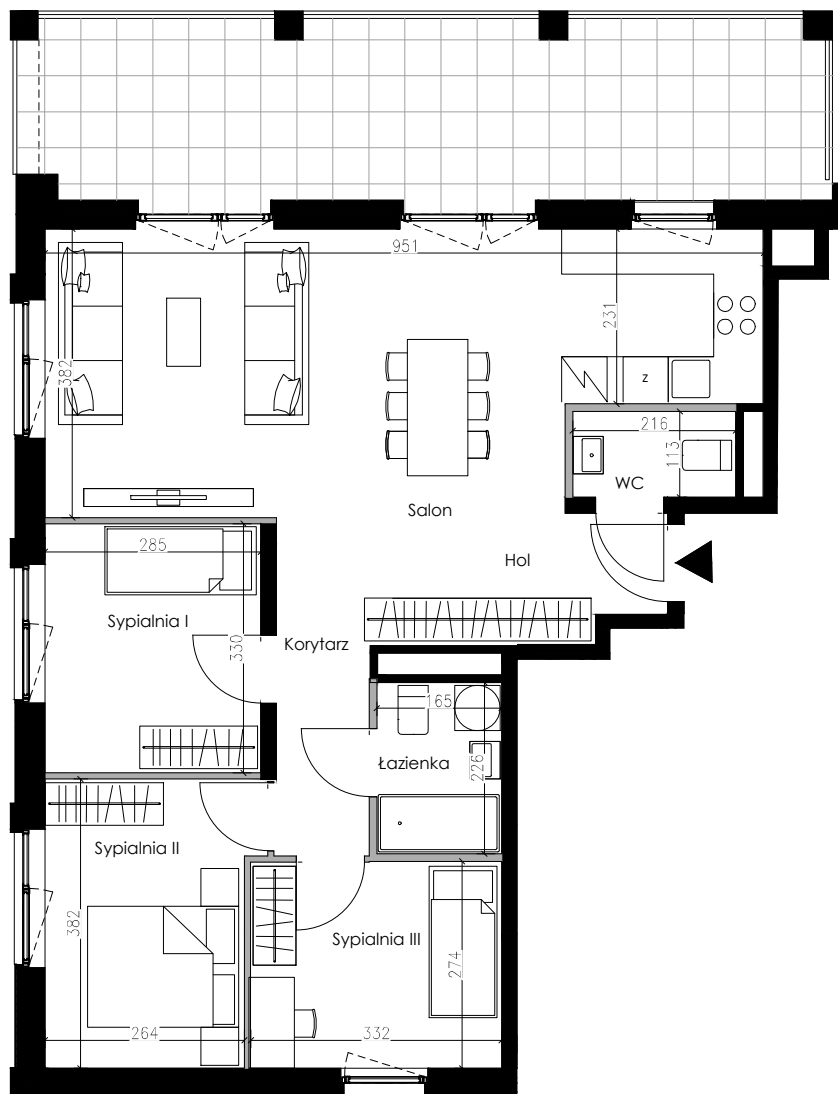 951
382
231
z
216
113
WC
Salon
Hol
285
Sypialnia I
330
Korytarz
165
Łazienka
226
Sypialnia II
382
Sypialnia III
274
264
332